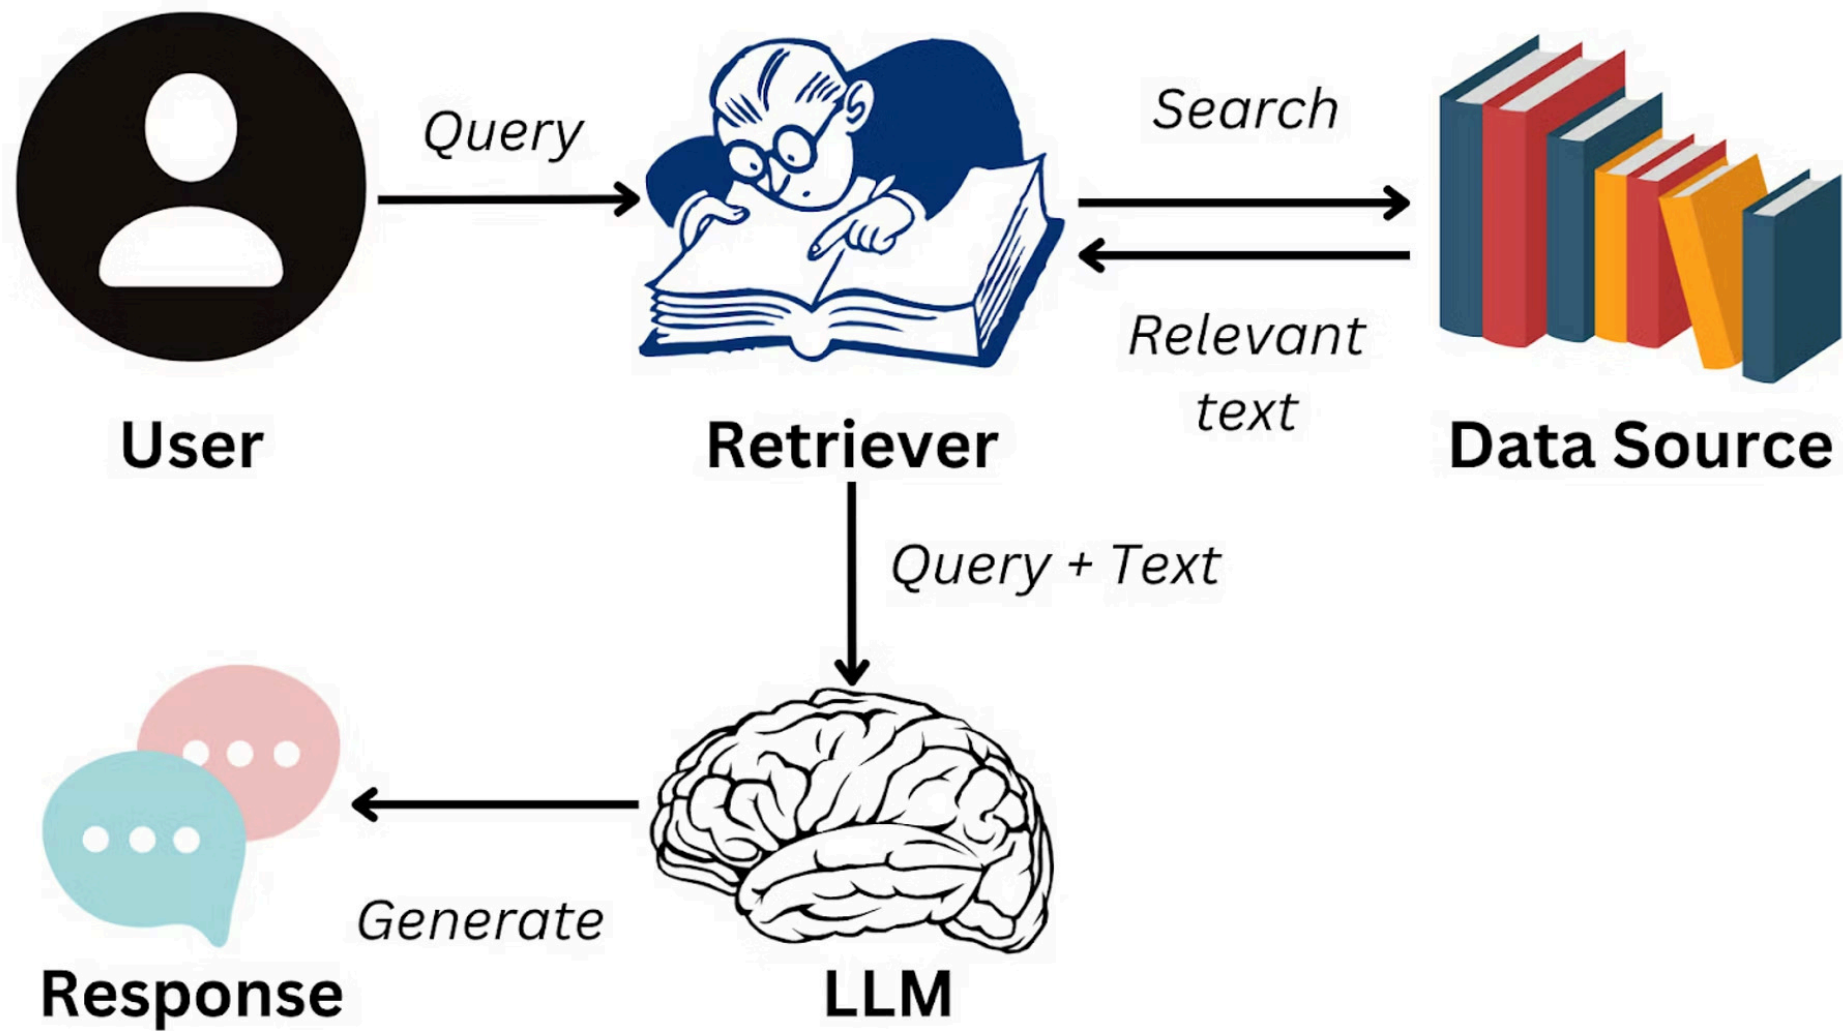 Query
Search
Relevant
text
User
Retriever
Data Source
Query + Text
Generate
Response
LLM